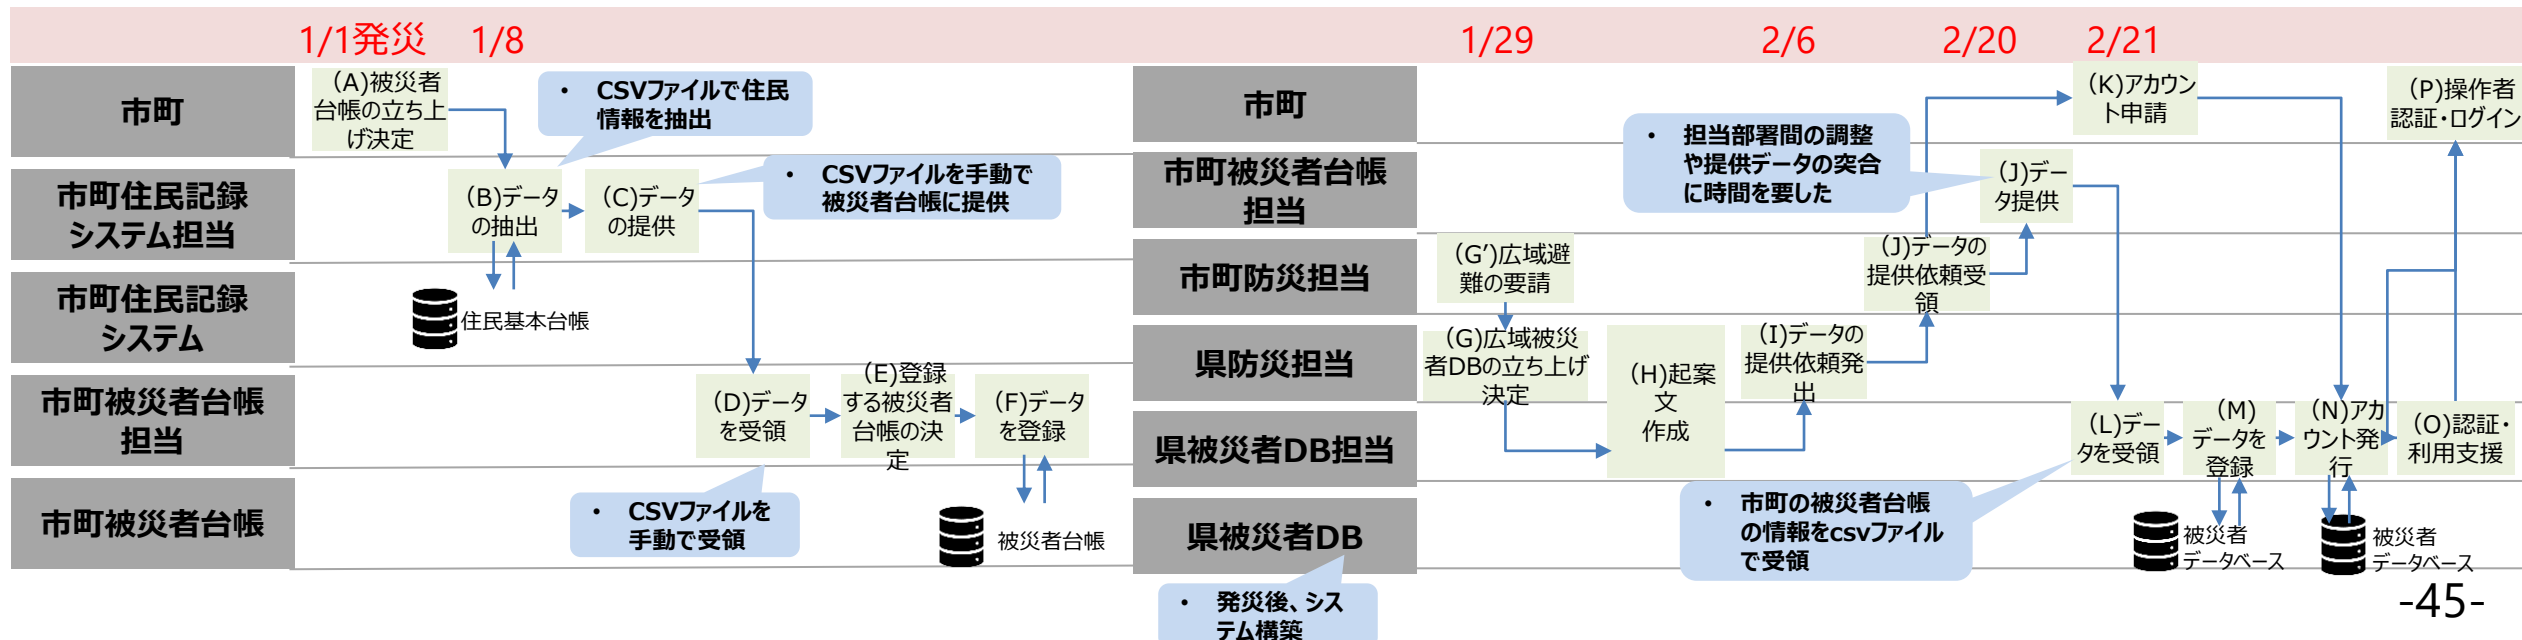 1/1発災
1/8
1/29
2/6
2/20
2/21
市町
(A)被災者
台帳の立ち上
げ決定
• CSVファイルで住民
情報を抽出
市町住民記録
システム担当
(B)データ
の抽出
(C)データ
の提供
• CSVファイルを手動で
被災者台帳に提供
市町住民記録
システム
住民基本台帳
市町被災者台帳
担当
(D)データ
を受領
(E)登録
する被災者
台帳の決
定
(F)データ
を登録
市町被災者台帳
• CSVファイルを
手動で受領
被災者台帳
市町
(K)アカウン
ト申請
(P)操作者
認証・ログイン
市町被災者台帳
担当
• 担当部署間の調整
や提供データの突合
に時間を要した
(J)デー
タ提供
市町防災担当
(G’)広域避
難の要請
(J)データの
提供依頼受
領
県防災担当
(G)広域被災
者DBの立ち上げ
決定
(H)起案
文
作成
(I)データの
提供依頼発
出
県被災者DB担当
(L)デー
タを受領
(M)
データを
登録
(N)アカ
ウント発
行
(O)認証・
利用支援
県被災者DB
• 市町の被災者台帳
の情報をcsvファイル
で受領
被災者
データベース
被災者
データベース
• 発災後、シス
テム構築
-45-